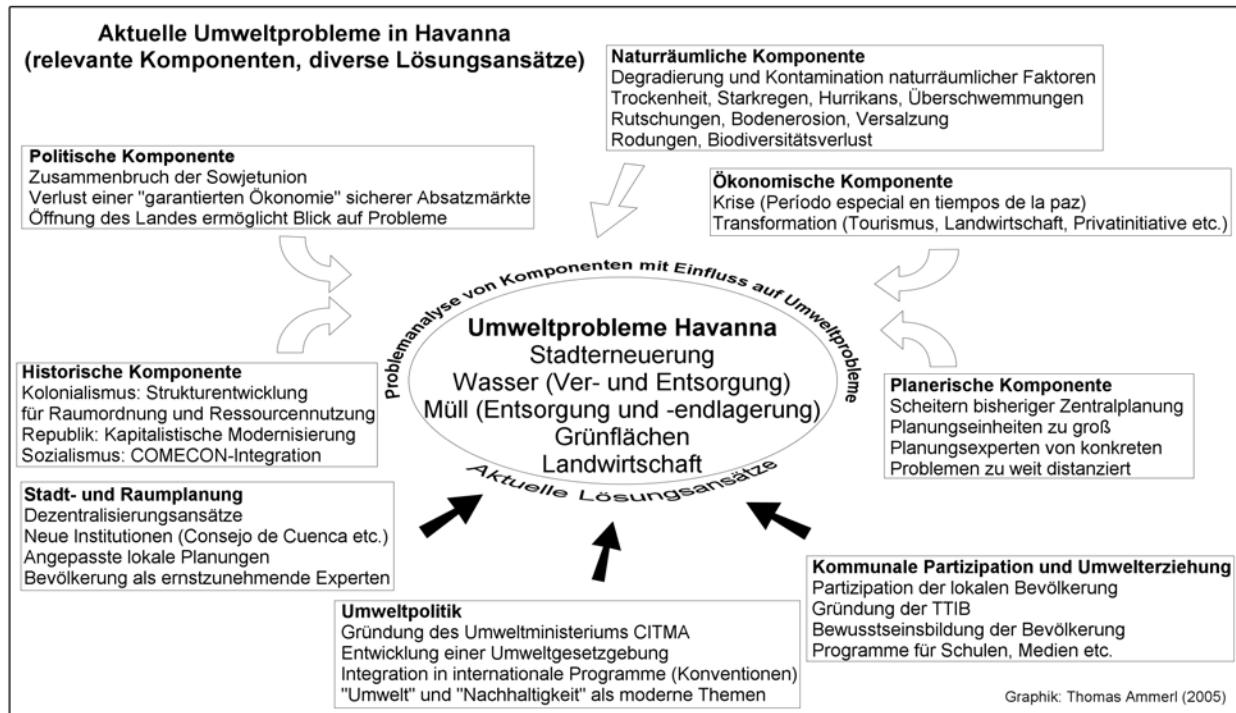 Aktuelle Umweltprobleme in Havanna
(relevante Komponenten, diverse Lösungsansätze)
Naturräumliche Komponente
Degradierung und Kontamination naturräumlicher Faktoren
Trockenheit, Starkregen, Hurrikans, Überschwemmungen
Rutschungen, Bodenerosion, Versalzung
Rodungen, Biodiversitätsverlust
Politische Komponente
Zusammenbruch der Sowjetunion
Verlust einer "garantierten Ökonomie" sicherer Absatzmärkte
Öffnung des Landes ermöglicht Blick auf Probleme
Ökonomische Komponente
Krise (Período especial en tiempos de la paz)
Transformation (Tourismus, Landwirtschaft, Privatinitiative etc.)
Problemanalyse von Komponenten mit Einfluss auf Umweltprobleme
Umweltprobleme Havanna
Stadterneuerung
Wasser (Ver- und Entsorgung)
Müll (Entsorgung und -endlagerung)
Grünflächen
Landwirtschaft
Aktuelle Lösungsansätze
Historische Komponente
Kolonialismus: Strukturentwicklung
für Raumordnung und Ressourcennutzung
Republik: Kapitalistische Modernisierung
Sozialismus: COMECON-Integration
Planerische Komponente
Scheitern bisheriger Zentralplanung
Planungseinheiten zu groß
Planungsexperten von konkreten
Problemen zu weit distanziert
Stadt- und Raumplanung
Dezentralisierungsansätze
Neue Institutionen (Consejo de Cuenca etc.)
Angepasste lokale Planungen
Bevölkerung als ernstzunehmende Experten
Umweltpolitik
Gründung des Umweltministeriums CITMA
Entwicklung einer Umweltgesetzgebung
Integration in internationale Programme (Konventionen)
"Umwelt" und "Nachhaltigkeit" als moderne Themen
Kommunale Partizipation und Umwelterziehung
Partizipation der lokalen Bevölkerung
Gründung der TTIB
Bewusstseinsbildung der Bevölkerung
Programme für Schulen, Medien etc.
Graphik: Thomas Ammerl (2005)